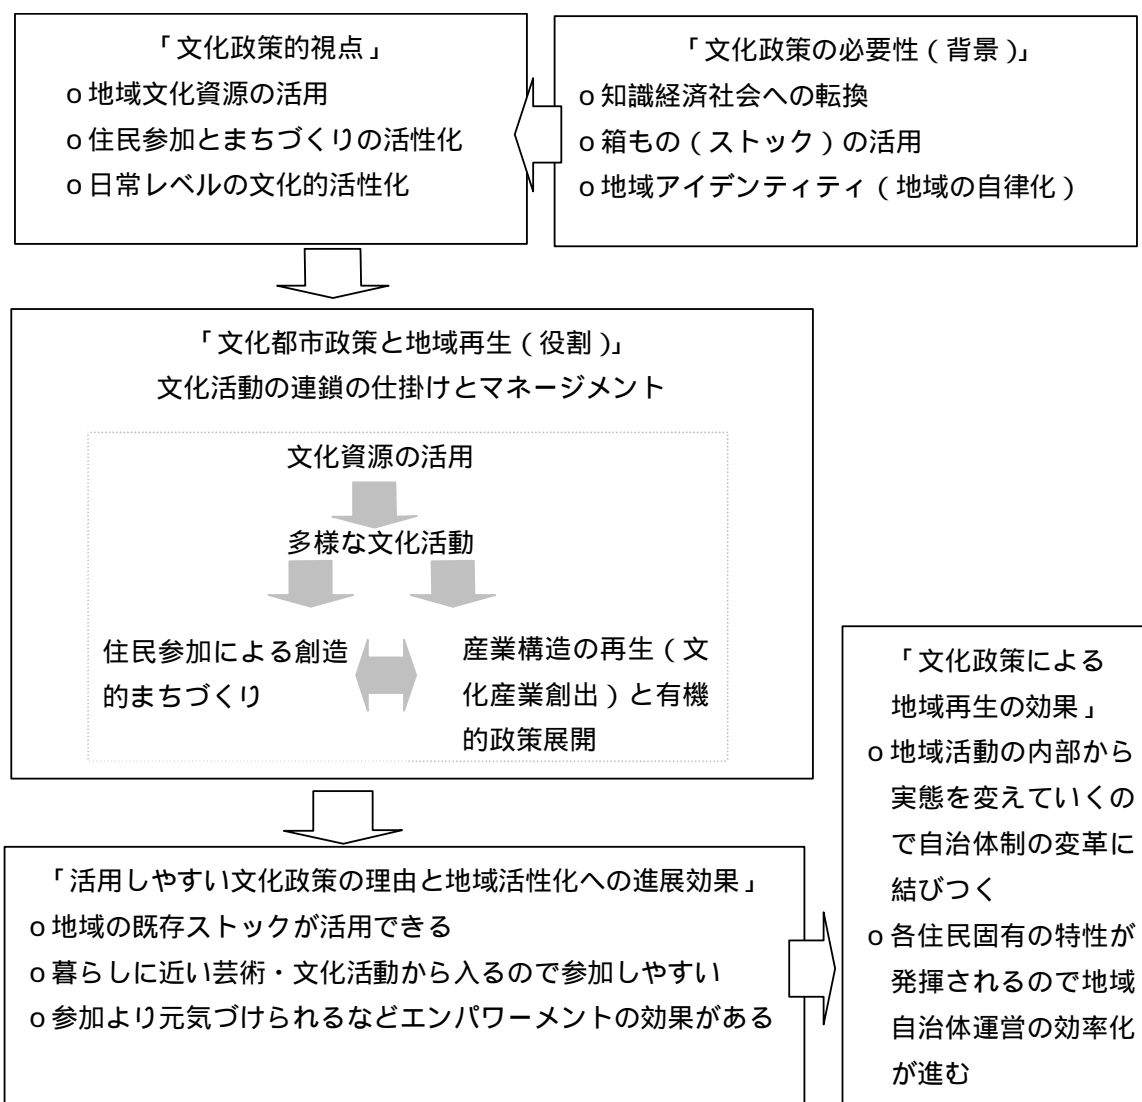 「文化政策的視点」
o 地域文化資源の活用
o 住民参加とまちづくりの活性化
o 日常レベルの文化的活性化
「文化政策の必要性（背景）」
o 知識経済社会への転換
o 箱もの（ストック）の活用
o 地域アイデンティティ（地域の自律化）
「文化都市政策と地域再生（役割）」
文化活動の連鎖の仕掛けとマネージメント
文化資源の活用
多様な文化活動
住民参加による創造
的まちづくり
産業構造の再生（文
化産業創出）と有機
的政策展開
「活用しやすい文化政策の理由と地域活性化への進展効果」
o 地域の既存ストックが活用できる
o 暮らしに近い芸術・文化活動から入るので参加しやすい
o 参加より元気づけられるなどエンパワーメントの効果がある
「文化政策による
地域再生の効果」
o 地域活動の内部から
実態を変えていくの
で自治体制の変革に
結びつく
o 各住民固有の特性が
発揮されるので地域
自治体運営の効率化
が進む